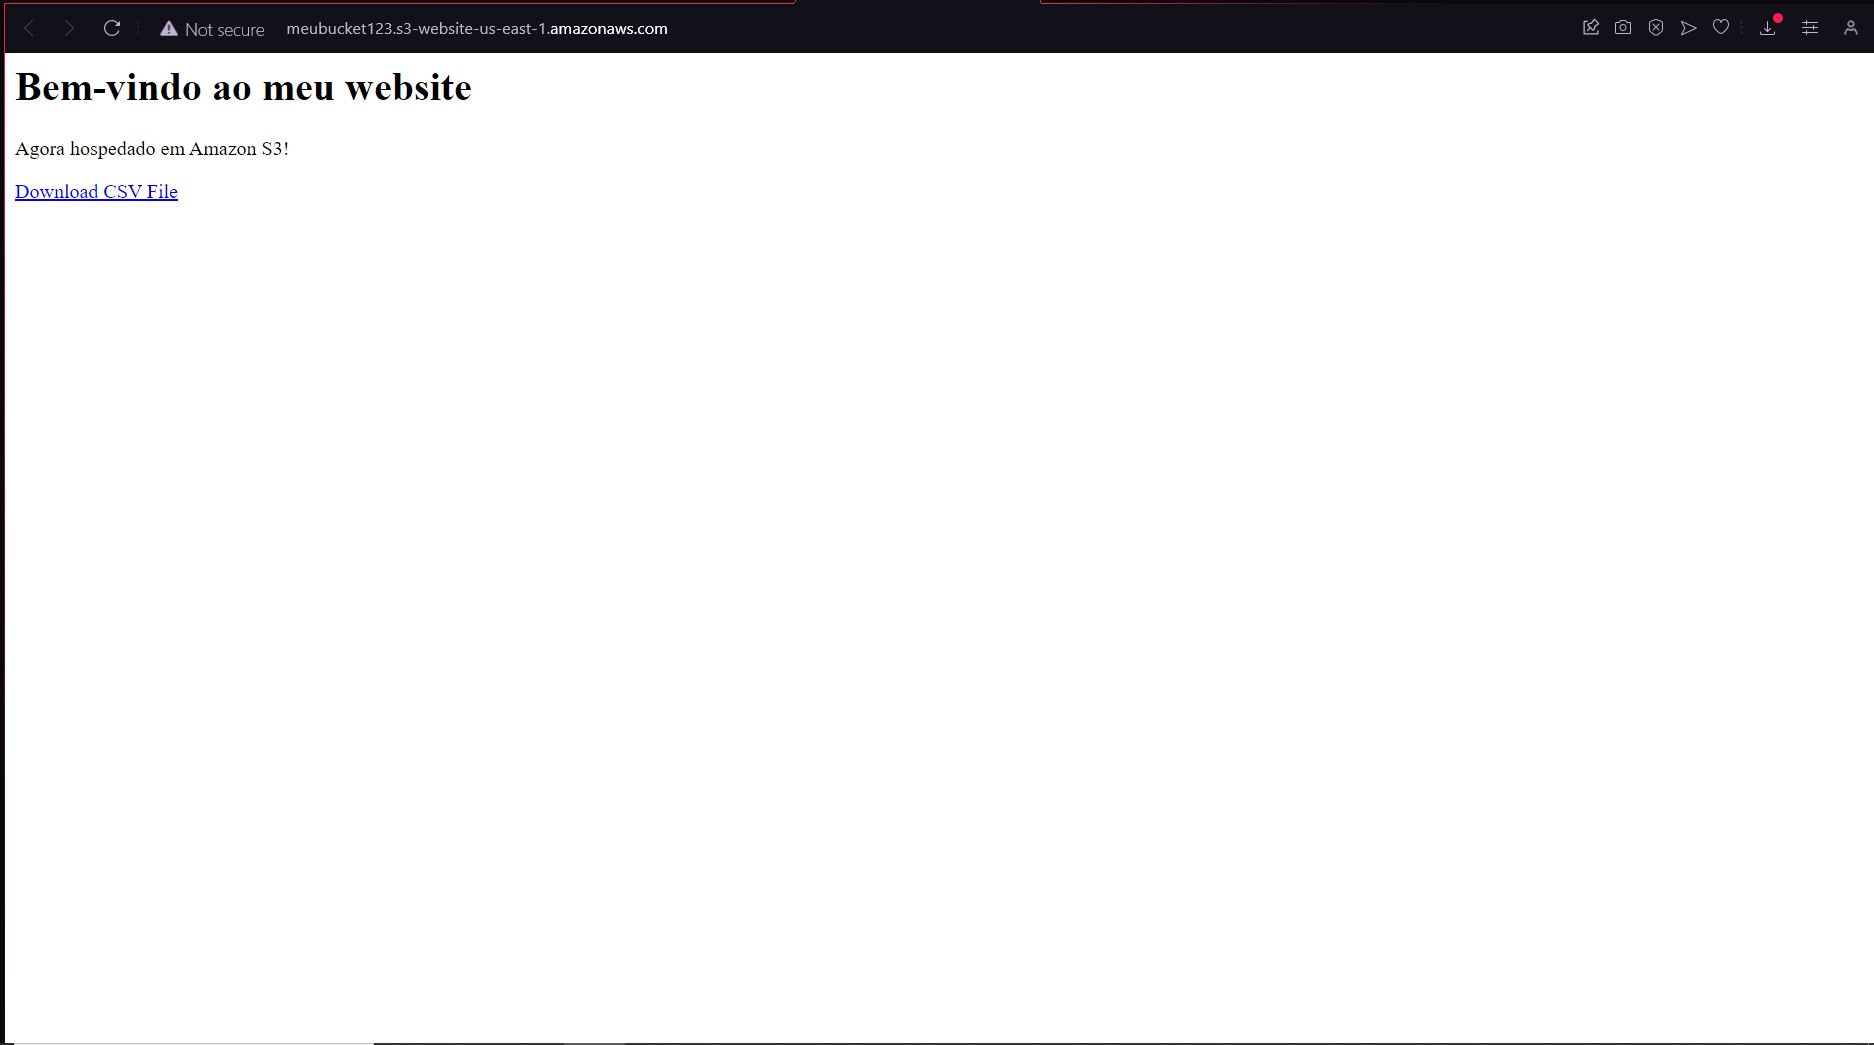 Not secure meubucket123.s3-website-us-east-1.amazonaws.com
Bem-vindo ao meu website
Agora hospedado em Amazon S3!
Download CSV File